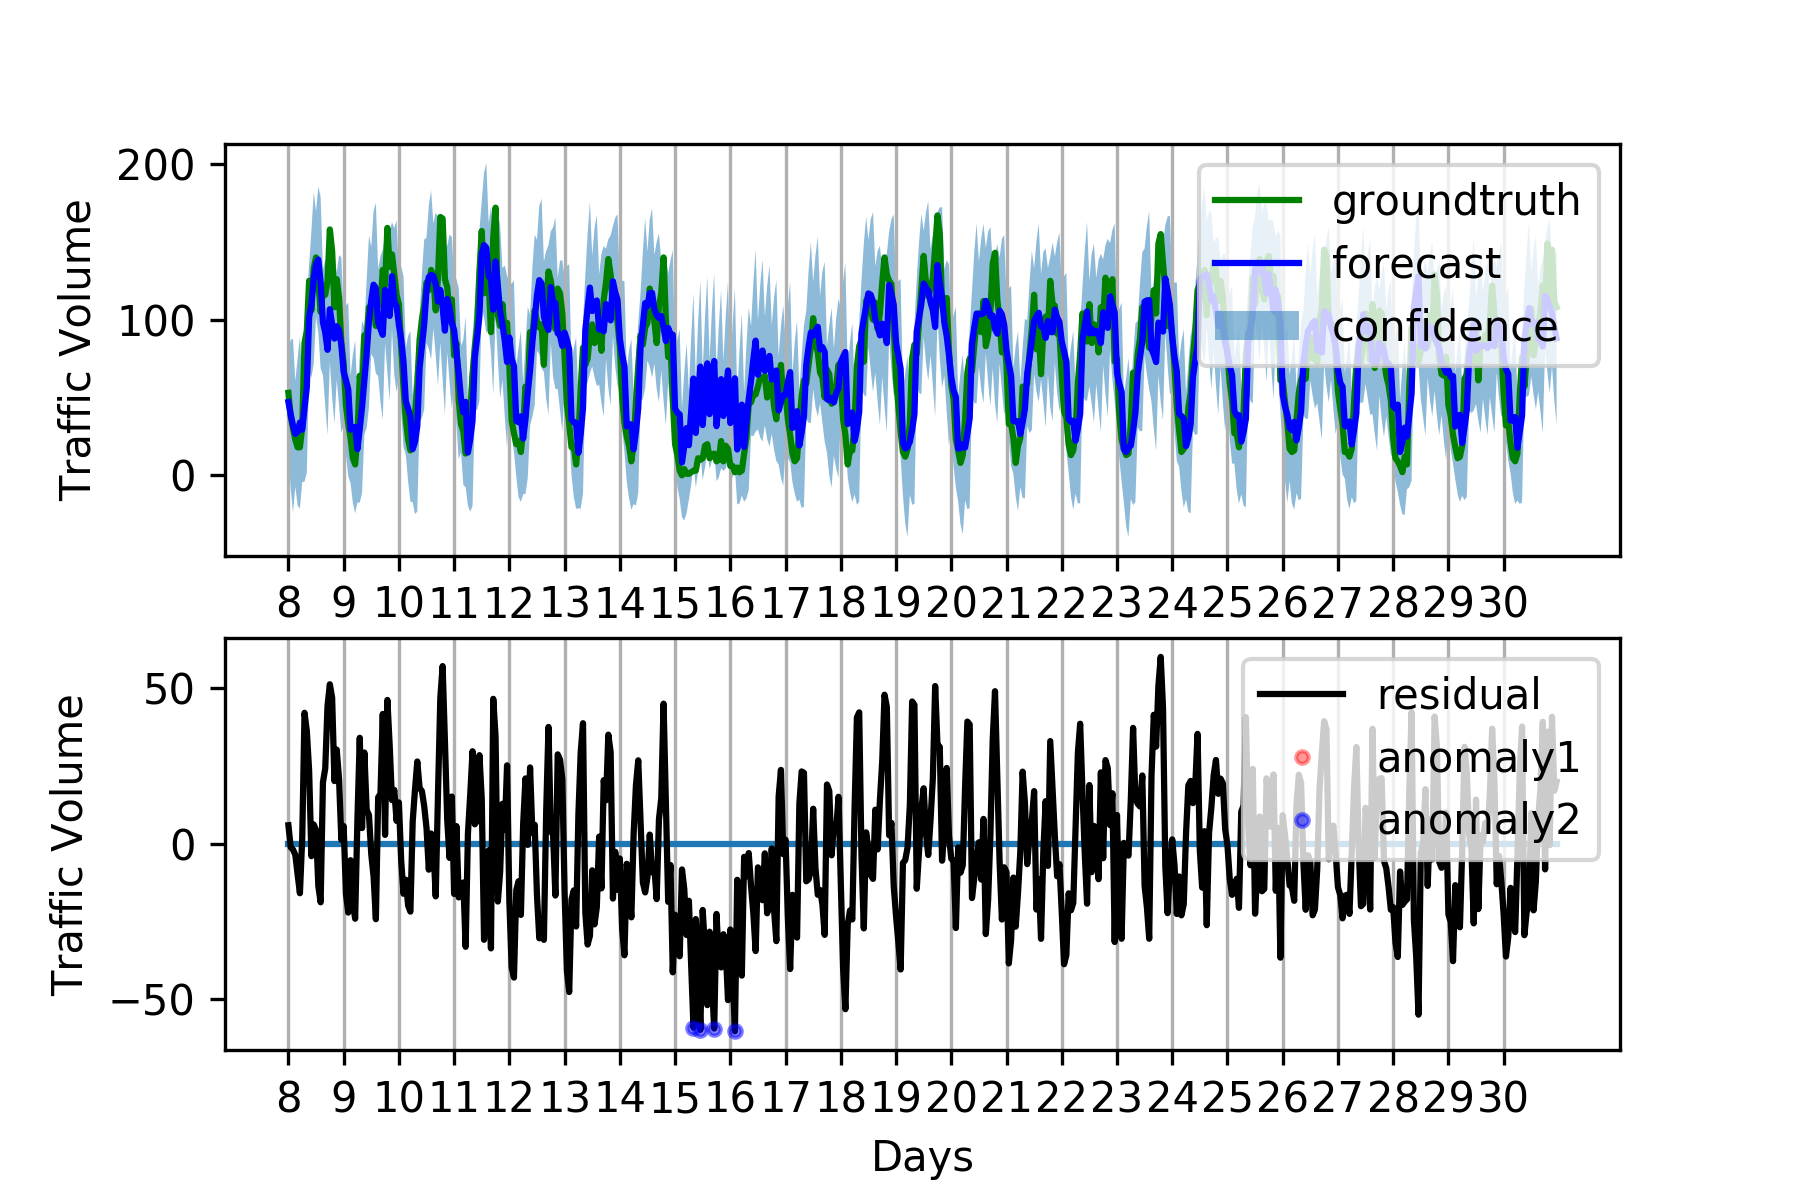 Traffic Volume
200
100
0
groundtruth
forecast
confidence
8 9 10 11 12 13 14 15 16 17 18 19 20 21 22 23 24 25 26 27 28 29 30
Traffic Volume
50
0
−50
residual
anomaly1
anomaly2
8 9 10 11 12 13 14 15 16 17 18 19 20 21 22 23 24 25 26 27 28 29 30
Days